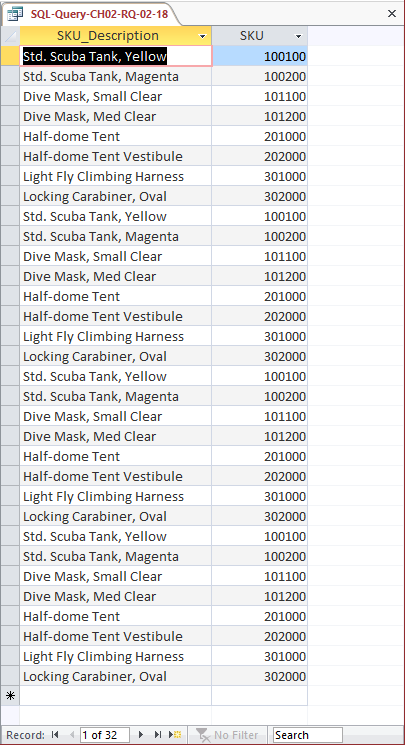 SQL-Query-CH02-RQ-02-18
SKU_Description SKU
Std. Scuba Tank, Yellow 100100
Std. Scuba Tank, Magenta 100200
Dive Mask, Small Clear 101100
Dive Mask, Med Clear 101200
Half-dome Tent 201000
Half-dome Tent Vestibule 202000
Light Fly Climbing Harness 301000
Locking Carabiner, Oval 302000
Std. Scuba Tank, Yellow 100100
Std. Scuba Tank, Magenta 100200
Dive Mask, Small Clear 101100
Dive Mask, Med Clear 101200
Half-dome Tent 201000
Half-dome Tent Vestibule 202000
Light Fly Climbing Harness 301000
Locking Carabiner, Oval 302000
Std. Scuba Tank, Yellow 100100
Std. Scuba Tank, Magenta 100200
Dive Mask, Small Clear 101100
Dive Mask, Med Clear 101200
Half-dome Tent 201000
Half-dome Tent Vestibule 202000
Light Fly Climbing Harness 301000
Locking Carabiner, Oval 302000
Std. Scuba Tank, Yellow 100100
Std. Scuba Tank, Magenta 100200
Dive Mask, Small Clear 101100
Dive Mask, Med Clear 101200
Half-dome Tent 201000
Half-dome Tent Vestibule 202000
Light Fly Climbing Harness 301000
Locking Carabiner, Oval 302000
Record: 1 of 32 No Filter Search